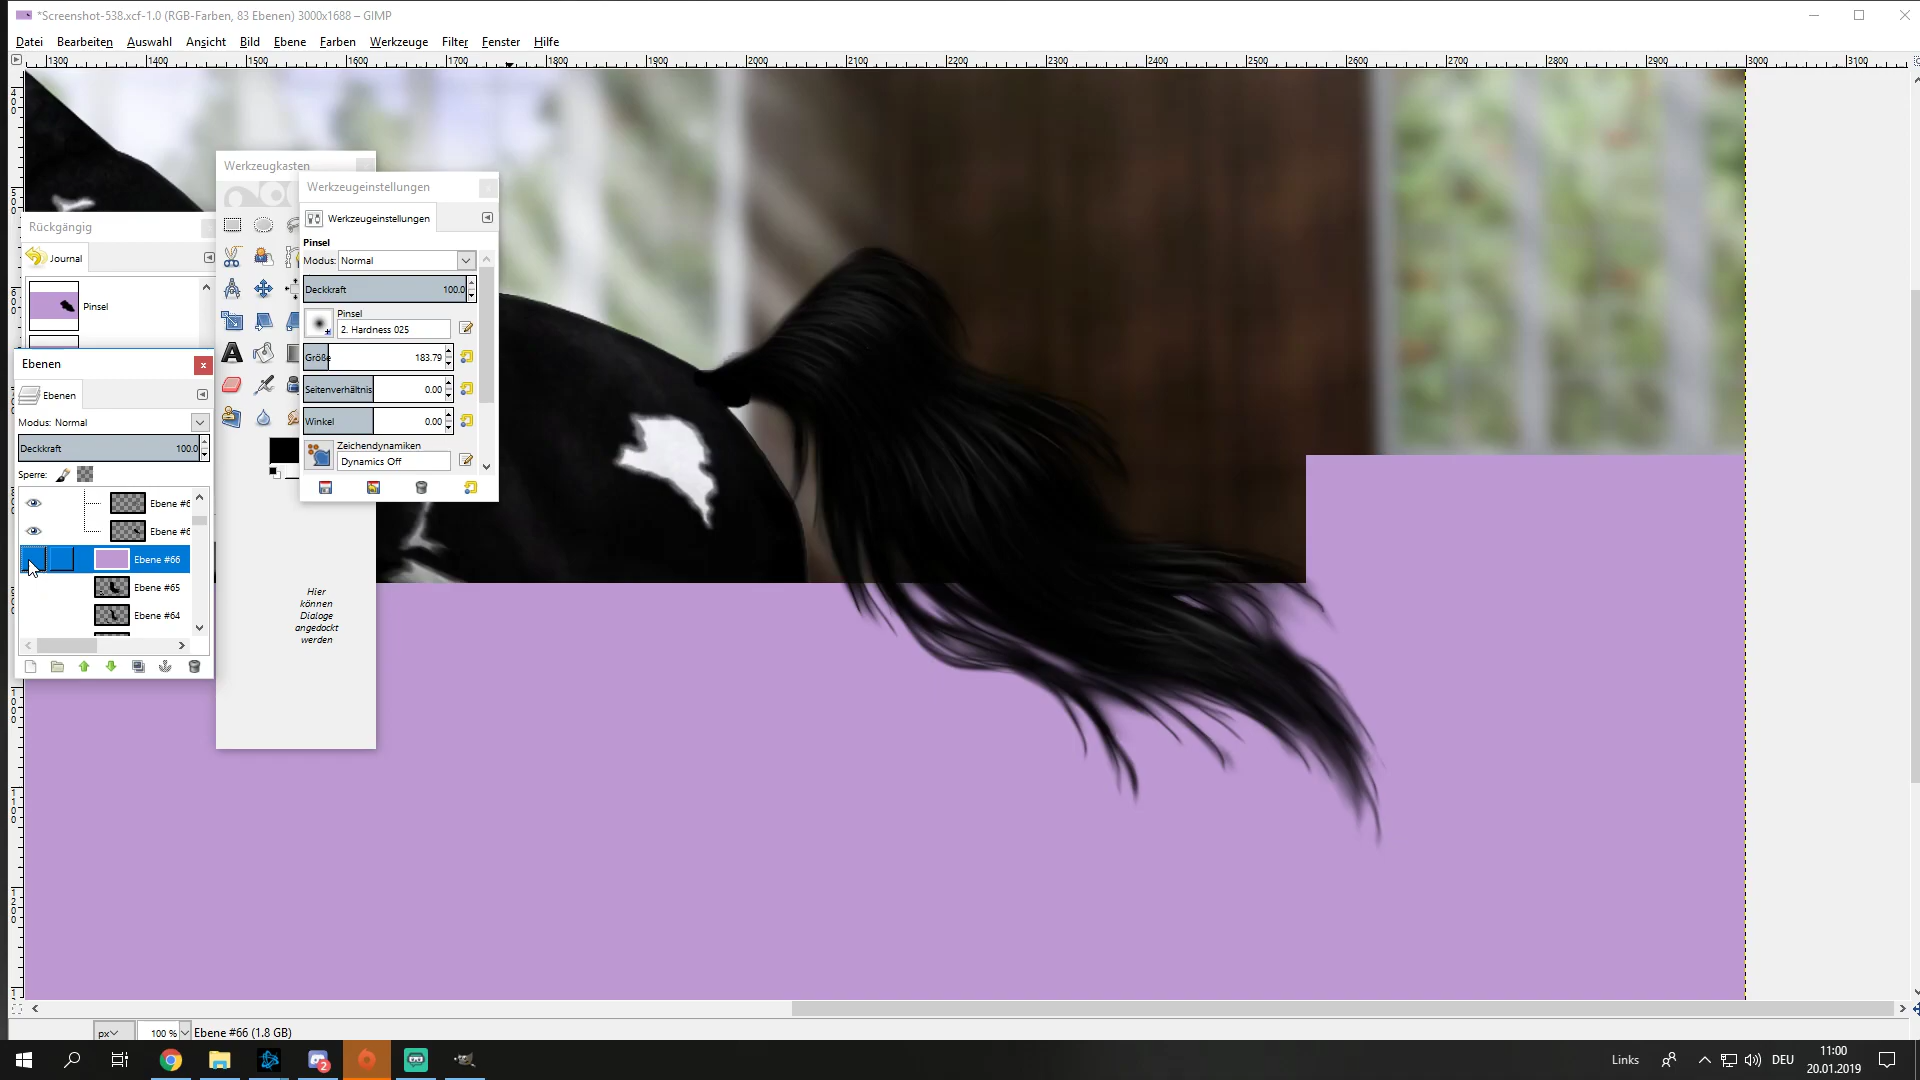 *Screenshot-538.xcf-1.0 (RGB-Farben, 83 Ebenen) 3000x1688 – GIMP
Datei Bearbeiten Auswahl Ansicht Bild Ebene Farben Werkzeuge Filter Fenster Hilfe
1300 1400 1500 1600 1700 1800 1900 2000 2100 2200 2300 2400 2500 2600 2700 2800 2900 3000 3100
Werkzeugkasten
Werkzeugeinstellungen
Werkzeugeinstellungen
Pinsel
Modus: Normal
Deckkraft 100.0
Pinsel
2. Hardness 025
Größe 183.79
Seitenverhältnis 0.00
Winkel 0.00
Zeichendynamiken
Dynamics Off
Rückgängig
Journal
Pinsel
Ebenen
Ebenen
Modus: Normal
Deckkraft 100.0
Sperre:
Ebene #6
Ebene #6
Ebene #66
Ebene #65
Ebene #64
Hier
können
Dialoge
angedockt
werden
px 100 % Ebene #66 (1.8 GB)
2
Links DEU 11:00
20.01.2019